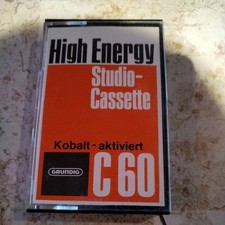 High Energy
Studio-
Cassette
Kobalt-aktiviert
GRUNDIG
C 60